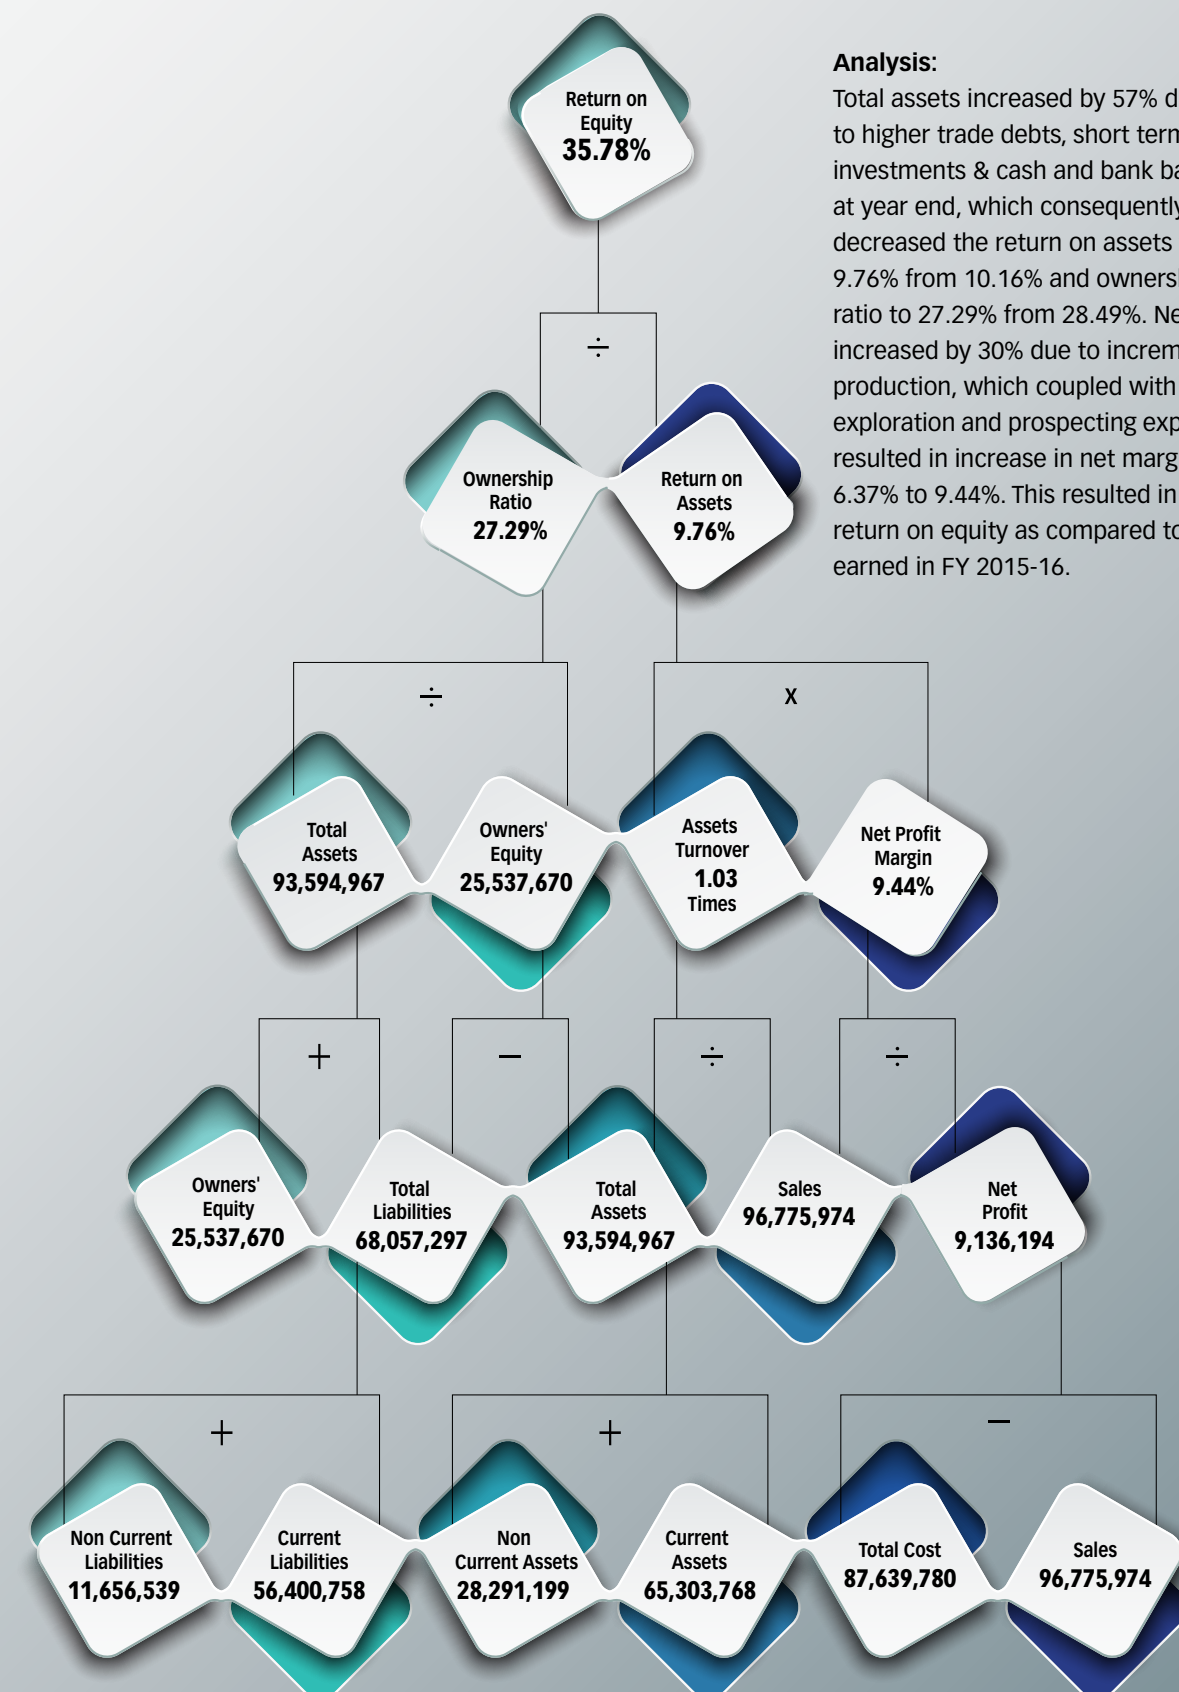 Return on
Equity
35.78%
Analysis:
Total assets increased by 57% d
to higher trade debts, short term
investments & cash and bank ba
at year end, which consequently
decreased the return on assets
9.76% from 10.16% and ownersh
ratio to 27.29% from 28.49%. Ne
increased by 30% due to increm
production, which coupled with
exploration and prospecting exp
resulted in increase in net marg
6.37% to 9.44%. This resulted in
return on equity as compared to
earned in FY 2015-16.
÷
Ownership
Ratio
27.29%
Return on
Assets
9.76%
÷
x
Total
Assets
93,594,967
Owners'
Equity
25,537,670
Assets
Turnover
1.03
Times
Net Profit
Margin
9.44%
+
−
÷
÷
Owners'
Equity
25,537,670
Total
Liabilities
68,057,297
Total
Assets
93,594,967
Sales
96,775,974
Net
Profit
9,136,194
+
+
−
Non Current
Liabilities
11,656,539
Current
Liabilities
56,400,758
Non
Current Assets
28,291,199
Current
Assets
65,303,768
Total Cost
87,639,780
Sales
96,775,974